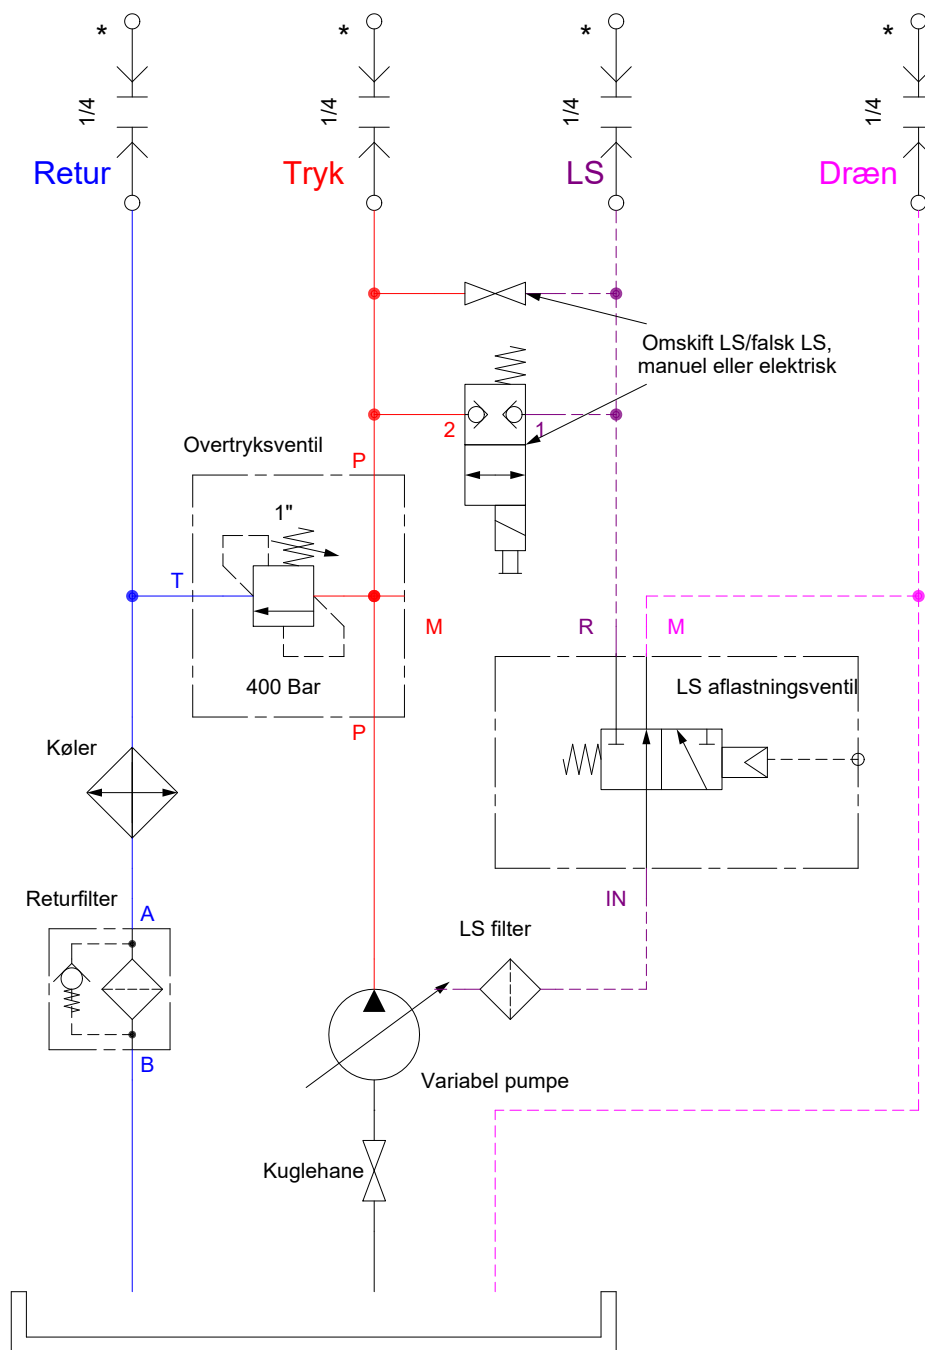 * * * *
1/4 1/4 1/4 1/4
Retur Tryk LS Dræn
Omskift LS/falsk LS,
manuel eller elektrisk
2 1
Overtryksventil
P
1"
T
M
R M
400 Bar
LS aflastningsventil
P
Køler
Returfilter
A
IN
LS filter
B
Variabel pumpe
Kuglehane